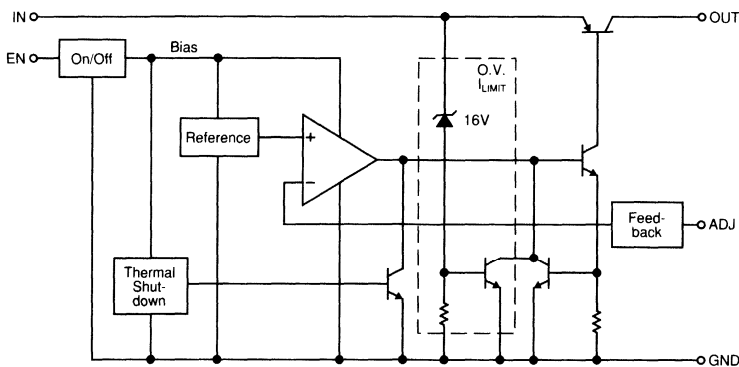 IN
OUT
EN
On/Off
Bias
O.V.
ILIMIT
16V
Reference
+
−
Feed-
back
ADJ
Thermal
Shut-
down
GND